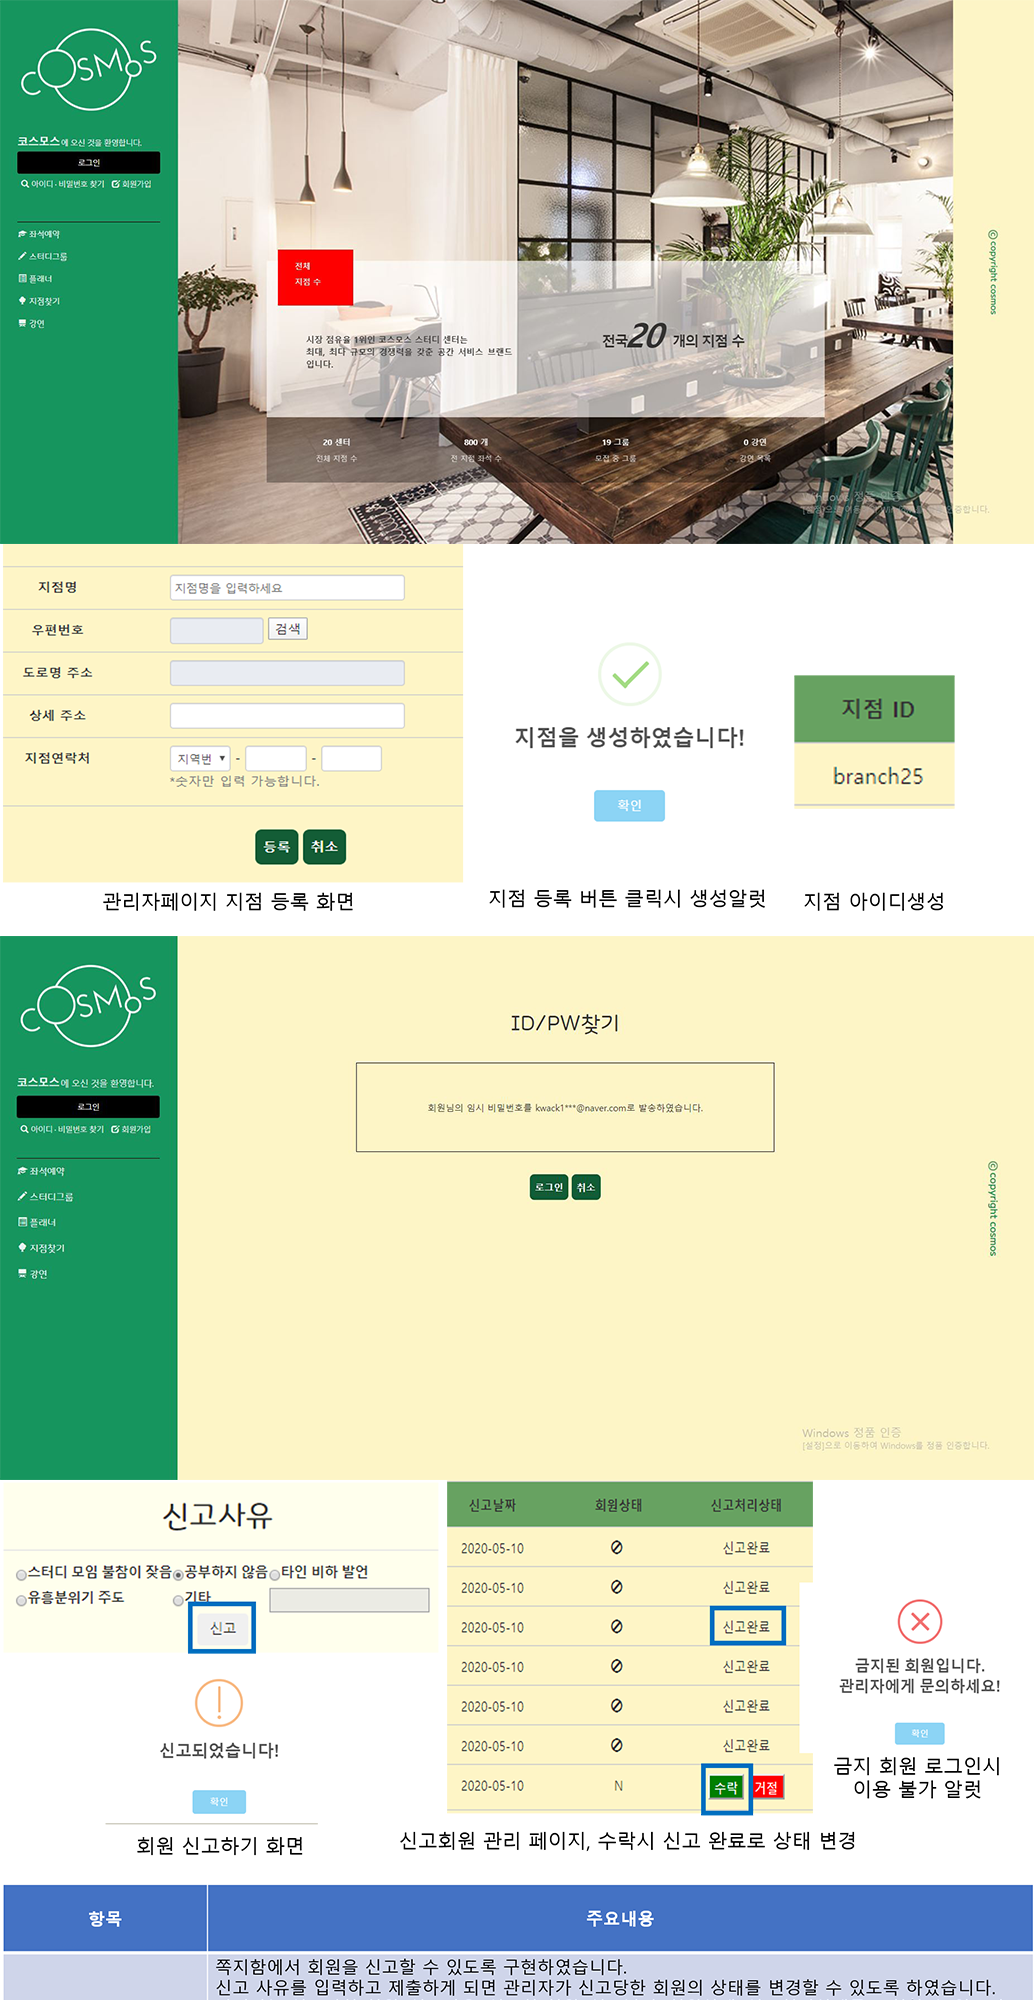 COSMOS
코스모스에 오신 것을 환영합니다.
로그인
아이디 · 비밀번호 찾기 회원가입
좌석예약
스터디그룹
플래너
지점찾기
강연
전체
지점 수
시장 점유율 1위인 코스모스 스터디 센터는
최대, 최다 규모의 경쟁력을 갖춘 공간 서비스 브랜드
입니다.
전국20 개의 지점 수
20 센터
전체 지점 수
800 개
전 지점 좌석 수
19 그룹
모집 중 그룹
0 강연
강연 목록
ⓒ copyright cosmos
지점명
지점명을 입력하세요
우편번호
검색
도로명 주소
상세 주소
지점연락처
지역번 - -
*숫자만 입력 가능합니다.
등록 취소
관리자페이지 지점 등록 화면
지점을 생성하였습니다!
확인
지점 등록 버튼 클릭시 생성알럿
지점 ID
branch25
지점 아이디생성
COSMOS
코스모스에 오신 것을 환영합니다.
로그인
아이디 · 비밀번호 찾기 회원가입
좌석예약
스터디그룹
플래너
지점찾기
강연
ID/PW찾기
회원님의 임시 비밀번호를 kwack1***@naver.com로 발송하였습니다.
로그인 취소
ⓒ copyright cosmos
Windows 정품 인증
[설정]으로 이동하여 Windows를 정품 인증합니다.
신고사유
스터디 모임 불참이 잦음 공부하지 않음 타인 비하 발언
유흥분위기 주도 기타
신고
신고되었습니다!
확인
회원 신고하기 화면
신고날짜 회원상태 신고처리상태
2020-05-10 신고완료
2020-05-10 신고완료
2020-05-10 신고완료
2020-05-10 신고완료
2020-05-10 신고완료
2020-05-10 신고완료
2020-05-10 N 수락 거절
신고회원 관리 페이지, 수락시 신고 완료로 상태 변경
금지된 회원입니다.
관리자에게 문의하세요!
확인
금지 회원 로그인시
이용 불가 알럿
항목 주요내용
쪽지함에서 회원을 신고할 수 있도록 구현하였습니다.
신고 사유를 입력하고 제출하게 되면 관리자가 신고당한 회원의 상태를 변경할 수 있도록 하였습니다.